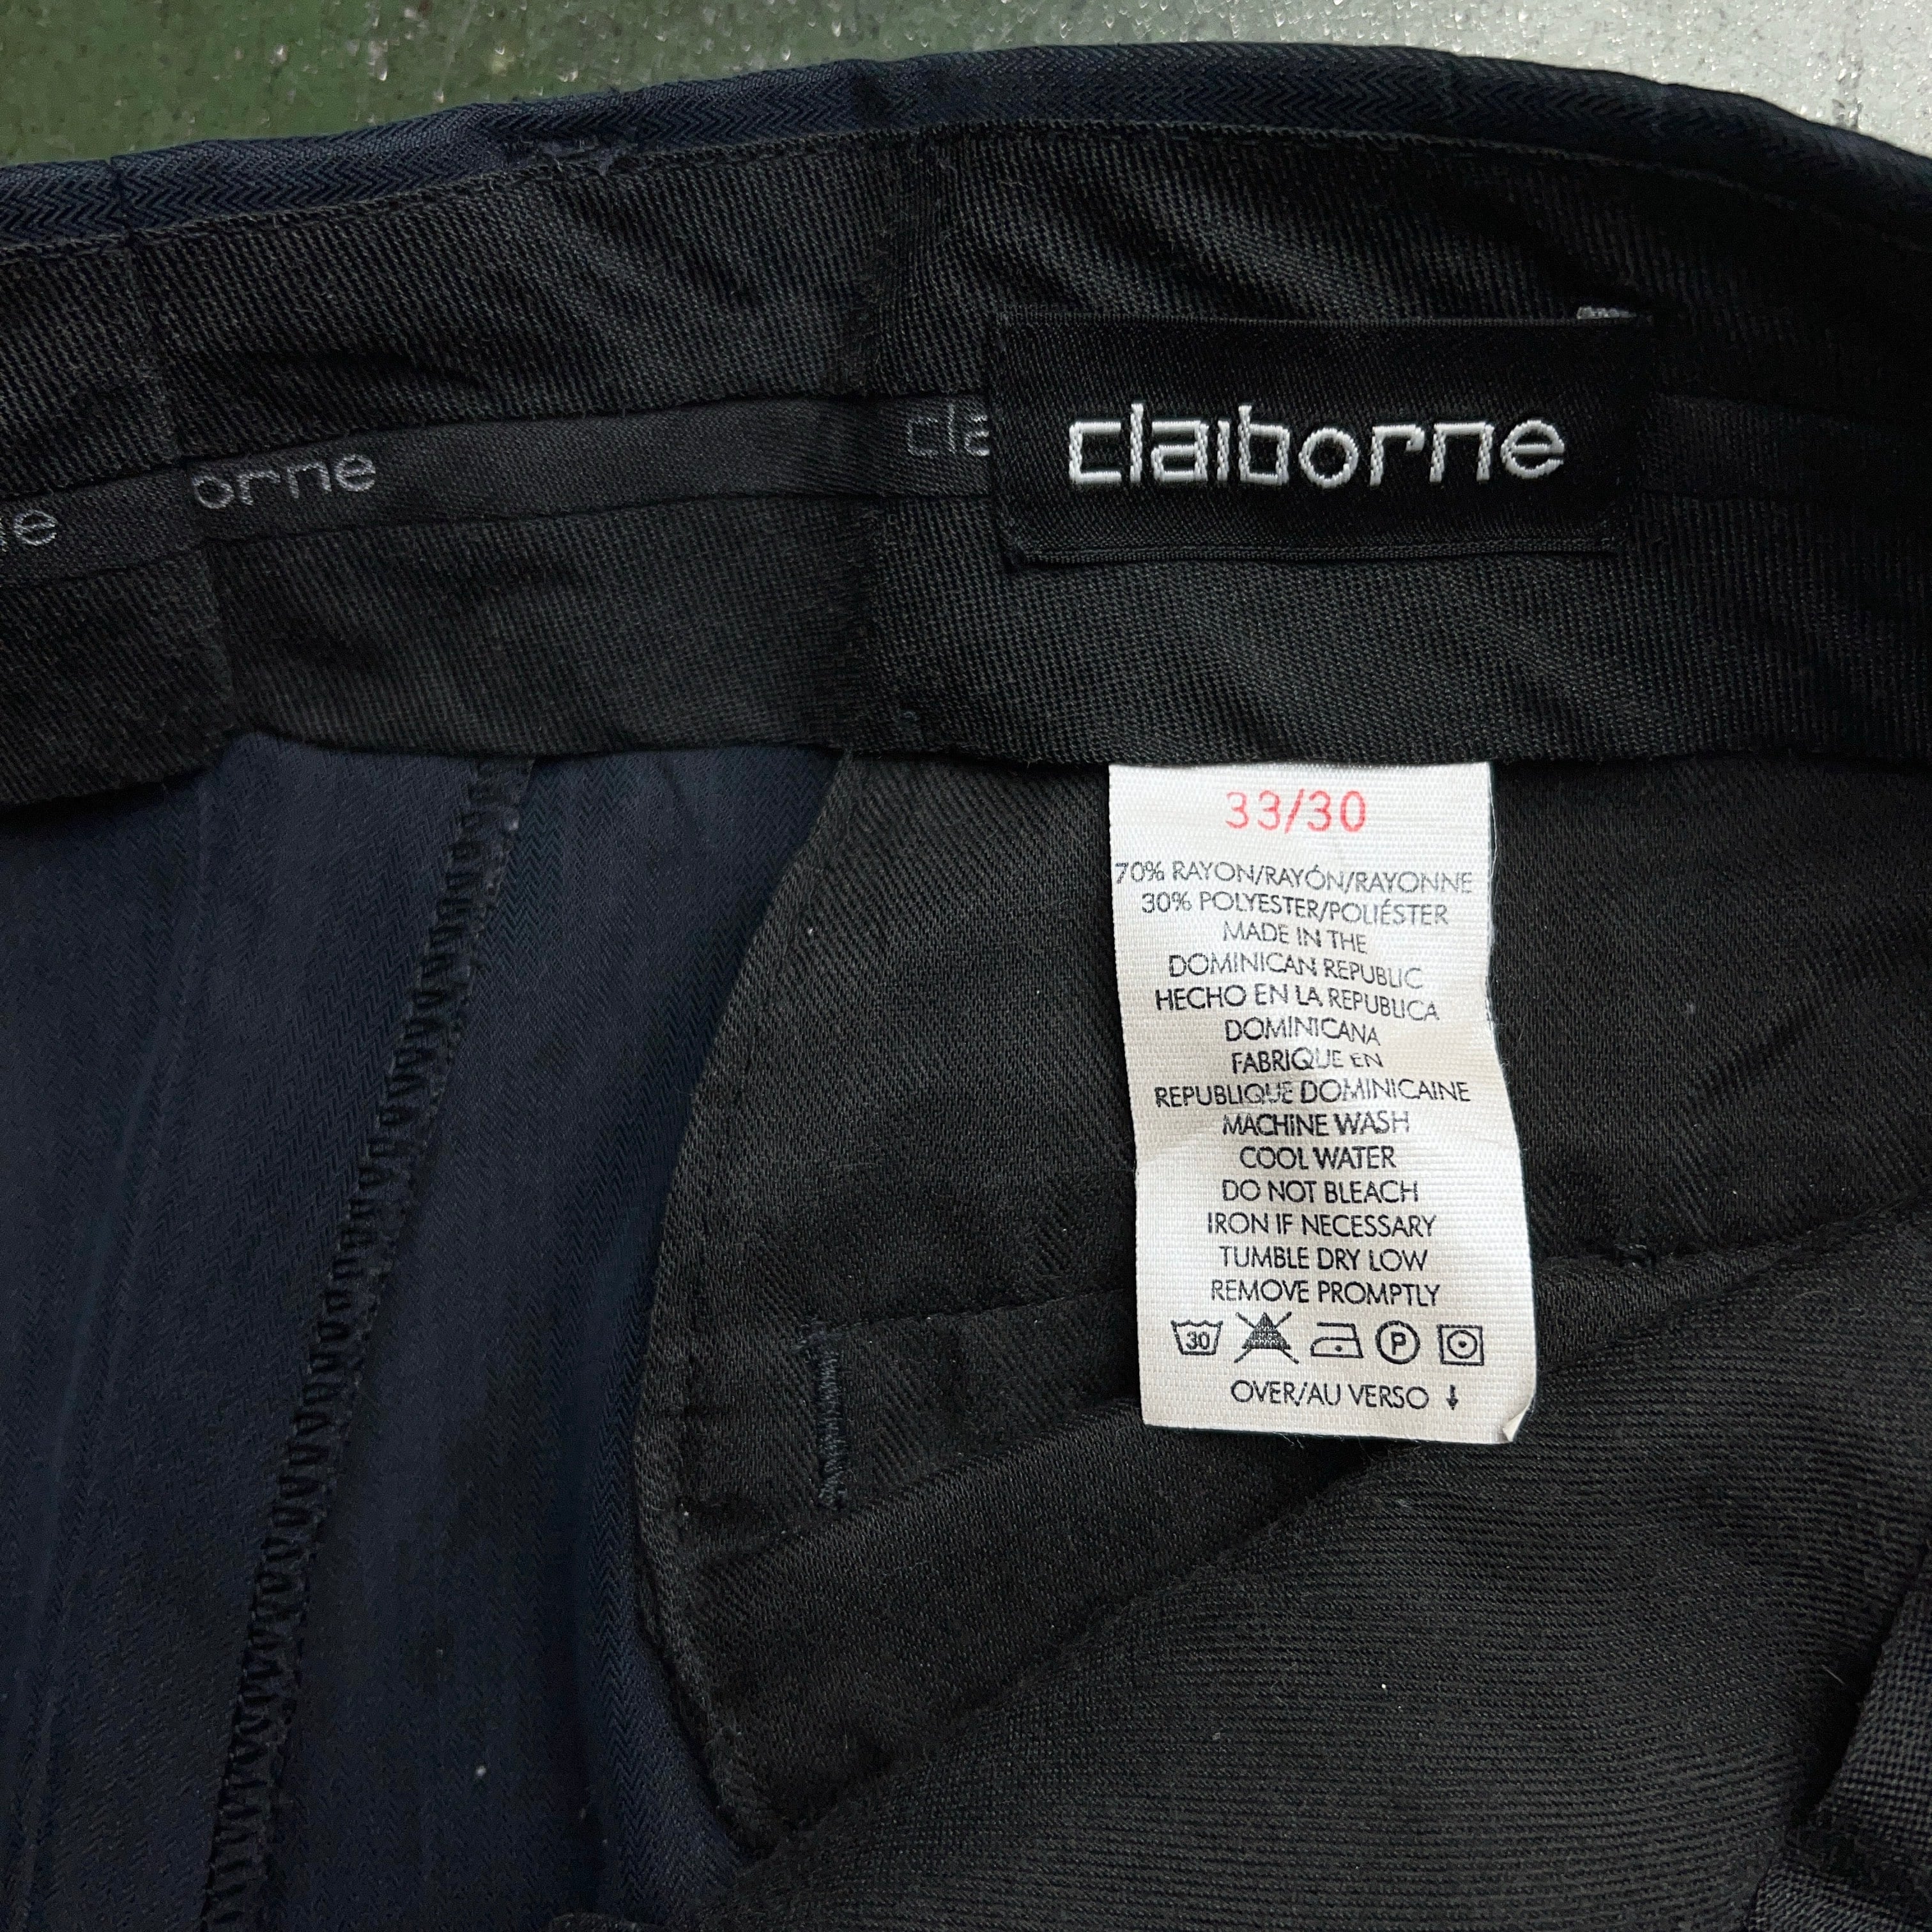 claiborne
cla
orne
ne
33/30
70% RAYON/RAYÓN/RAYONNE
30% POLYESTER/POLIÉSTER
MADE IN THE
DOMINICAN REPUBLIC
HECHO EN LA REPUBLICA
DOMINICANA
FABRIQUE EN
REPUBLIQUE DOMINICAINE
MACHINE WASH
COOL WATER
DO NOT BLEACH
IRON IF NECESSARY
TUMBLE DRY LOW
REMOVE PROMPTLY
30 P
OVER/AU VERSO ↓